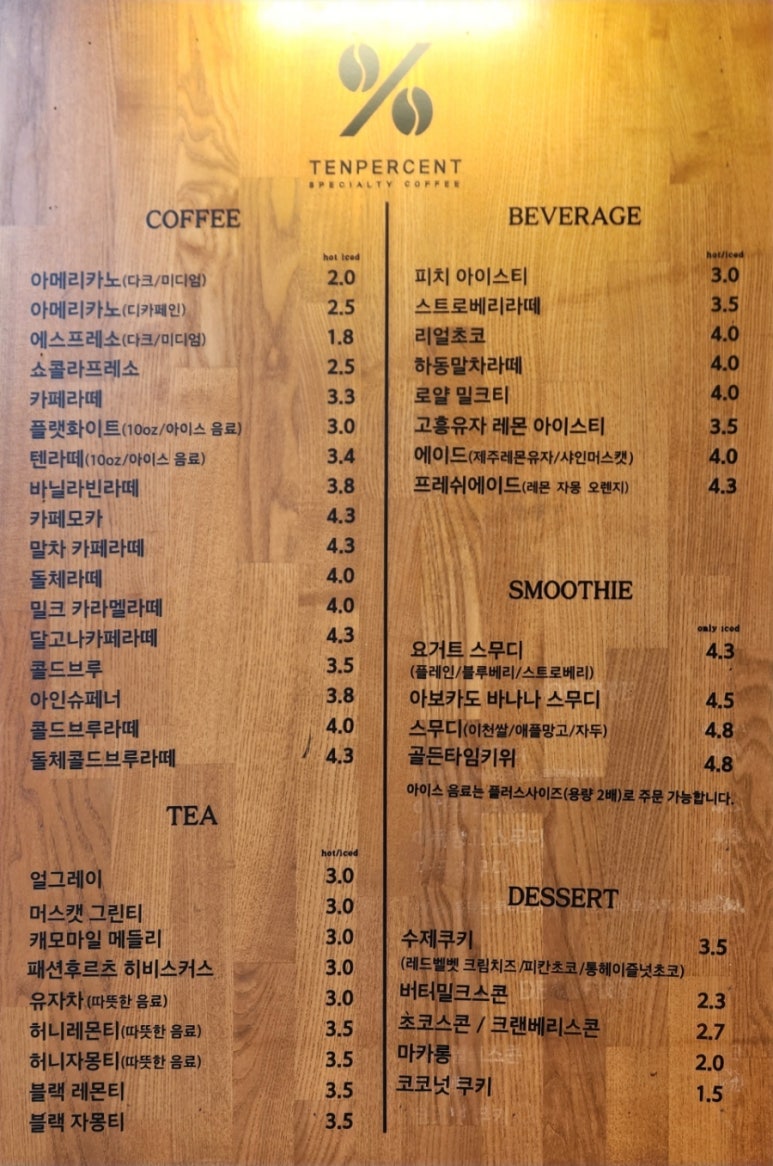 TENPERCENT
SPECIALTY COFFEE
COFFEE
hot iced
아메리카노(다크/미디엄) 2.0
아메리카노(디카페인) 2.5
에스프레소(다크/미디엄) 1.8
쇼콜라프레소 2.5
카페라떼 3.3
플랫화이트(10oz/아이스 음료) 3.0
텐라떼(10oz/아이스 음료) 3.4
바닐라빈라떼 3.8
카페모카 4.3
말차 카페라떼 4.3
돌체라떼 4.0
밀크 카라멜라떼 4.0
달고나카페라떼 4.3
콜드브루 3.5
아인슈페너 3.8
콜드브루라떼 4.0
돌체콜드브루라떼 4.3
TEA
hot/iced
얼그레이 3.0
머스캣 그린티 3.0
캐모마일 메들리 3.0
패션후르츠 히비스커스 3.0
유자차(따뜻한 음료) 3.0
허니레몬티(따뜻한 음료) 3.5
허니자몽티(따뜻한 음료) 3.5
블랙 레몬티 3.5
블랙 자몽티 3.5
BEVERAGE
hot/iced
피치 아이스티 3.0
스트로베리라떼 3.5
리얼초코 4.0
하동말차라떼 4.0
로얄 밀크티 4.0
고흥유자 레몬 아이스티 3.5
에이드(제주레몬유자/샤인머스캣) 4.0
프레쉬에이드(레몬 자몽 오렌지) 4.3
SMOOTHIE
only iced
요거트 스무디 4.3
(플레인/블루베리/스트로베리)
아보카도 바나나 스무디 4.5
스무디(이천쌀/애플망고/자두) 4.8
골든타임키위 4.8
아이스 음료는 플러스사이즈(용량 2배)로 주문 가능합니다.
DESSERT
수제쿠키 3.5
(레드벨벳 크림치즈/피칸초코/통헤이즐넛초코)
버터밀크스콘 2.3
초코스콘 / 크랜베리스콘 2.7
마카롱 2.0
코코넛 쿠키 1.5